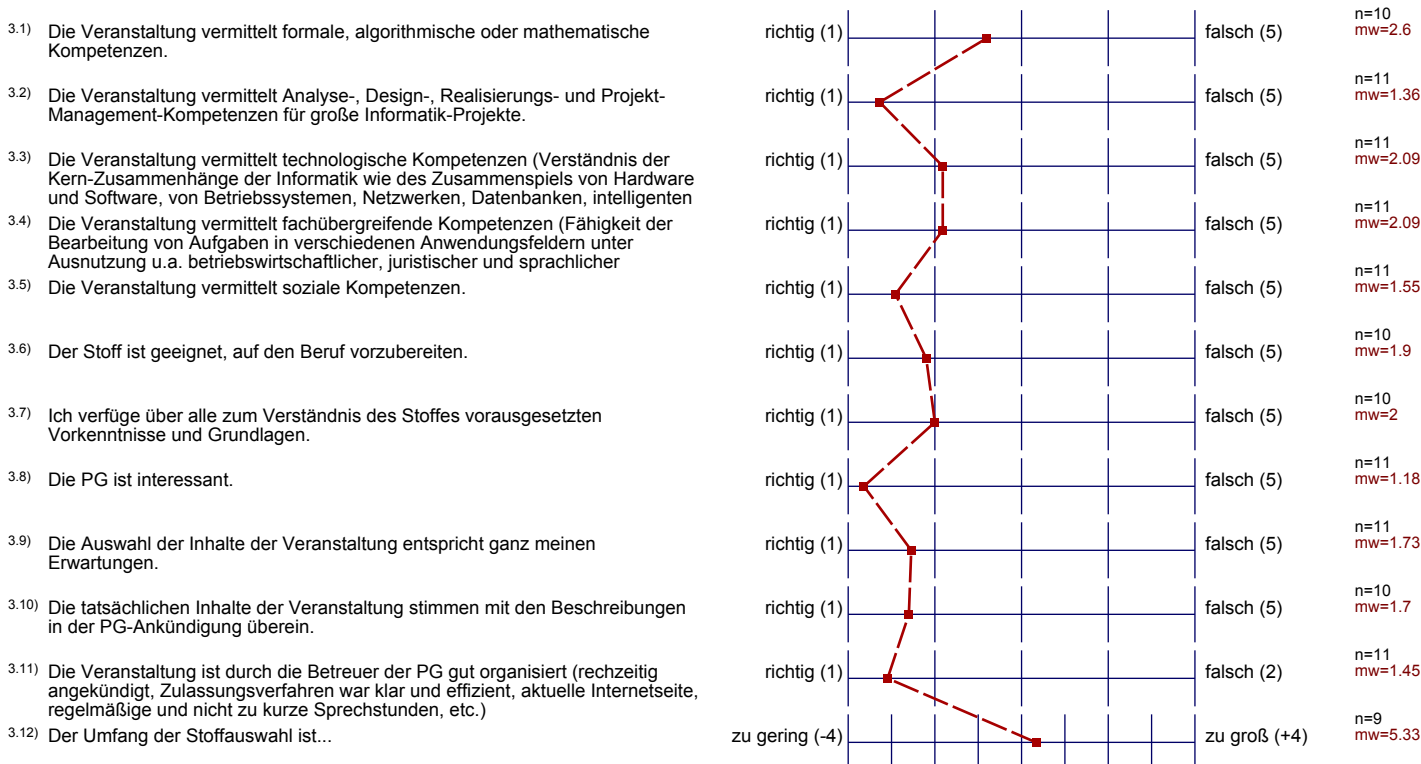 3.1) Die Veranstaltung vermittelt formale, algorithmische oder mathematische
Kompetenzen.
richtig (1)
falsch (5)
n=10
mw=2.6
3.2) Die Veranstaltung vermittelt Analyse-, Design-, Realisierungs- und Projekt-
Management-Kompetenzen für große Informatik-Projekte.
richtig (1)
falsch (5)
n=11
mw=1.36
3.3) Die Veranstaltung vermittelt technologische Kompetenzen (Verständnis der
Kern-Zusammenhänge der Informatik wie des Zusammenspiels von Hardware
und Software, von Betriebssystemen, Netzwerken, Datenbanken, intelligenten
richtig (1)
falsch (5)
n=11
mw=2.09
3.4) Die Veranstaltung vermittelt fachübergreifende Kompetenzen (Fähigkeit der
Bearbeitung von Aufgaben in verschiedenen Anwendungsfeldern unter
Ausnutzung u.a. betriebswirtschaftlicher, juristischer und sprachlicher
richtig (1)
falsch (5)
n=11
mw=2.09
3.5) Die Veranstaltung vermittelt soziale Kompetenzen.
richtig (1)
falsch (5)
n=11
mw=1.55
3.6) Der Stoff ist geeignet, auf den Beruf vorzubereiten.
richtig (1)
falsch (5)
n=10
mw=1.9
3.7) Ich verfüge über alle zum Verständnis des Stoffes vorausgesetzten
Vorkenntnisse und Grundlagen.
richtig (1)
falsch (5)
n=10
mw=2
3.8) Die PG ist interessant.
richtig (1)
falsch (5)
n=11
mw=1.18
3.9) Die Auswahl der Inhalte der Veranstaltung entspricht ganz meinen
Erwartungen.
richtig (1)
falsch (5)
n=11
mw=1.73
3.10) Die tatsächlichen Inhalte der Veranstaltung stimmen mit den Beschreibungen
in der PG-Ankündigung überein.
richtig (1)
falsch (5)
n=10
mw=1.7
3.11) Die Veranstaltung ist durch die Betreuer der PG gut organisiert (rechzeitig
angekündigt, Zulassungsverfahren war klar und effizient, aktuelle Internetseite,
regelmäßige und nicht zu kurze Sprechstunden, etc.)
richtig (1)
falsch (2)
n=11
mw=1.45
3.12) Der Umfang der Stoffauswahl ist...
zu gering (-4)
zu groß (+4)
n=9
mw=5.33